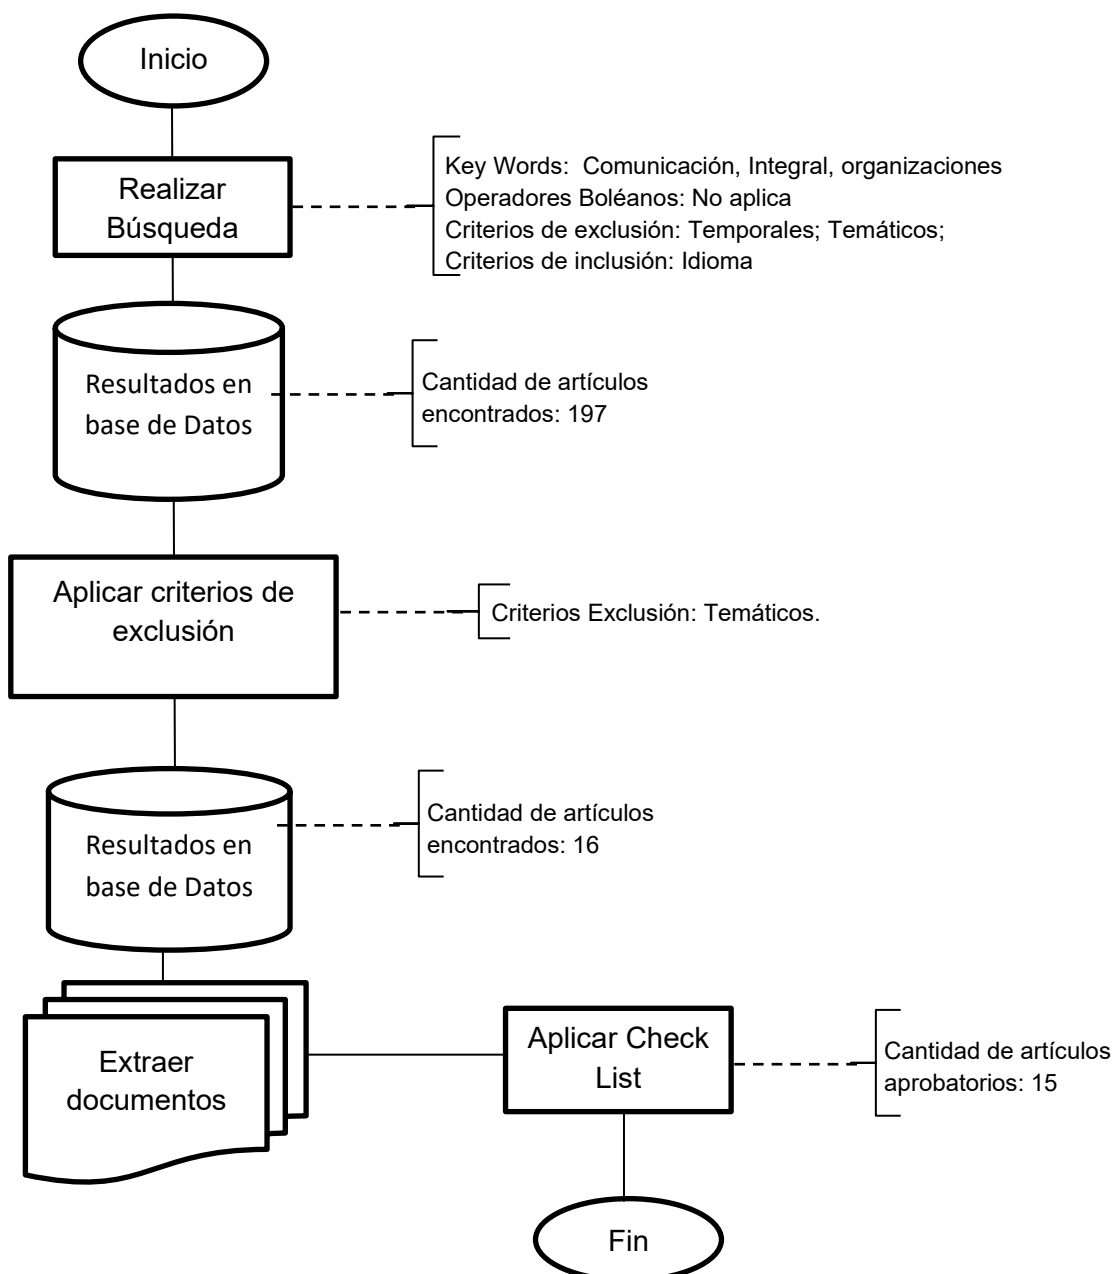 Inicio
Realizar
Búsqueda
Key Words:  Comunicación, Integral, organizaciones
Operadores Boléanos: No aplica
Criterios de exclusión: Temporales; Temáticos;
Criterios de inclusión: Idioma
Resultados en
base de Datos
Cantidad de artículos
encontrados: 197
Aplicar criterios de
exclusión
Criterios Exclusión: Temáticos.
Resultados en
base de Datos
Cantidad de artículos
encontrados: 16
Extraer
documentos
Aplicar Check
List
Cantidad de artículos
aprobatorios: 15
Fin